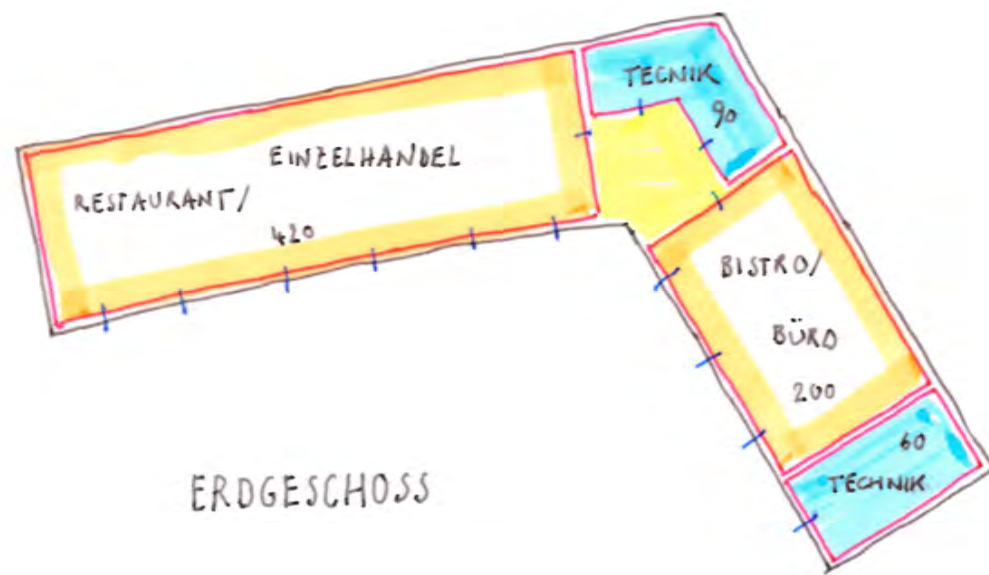 EINZELHANDEL
RESTAURANT/
420
TECNIK
90
BISTRO/
BÜRO
200
60
TECHNIK
ERDGESCHOSS